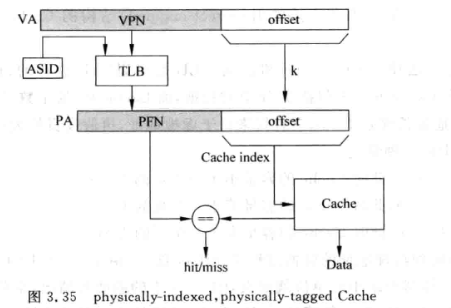 VA VPN offset
ASID TLB k
PA PFN offset
Cache index
== Cache
hit/miss Data
图 3.35 physically-indexed,physically-tagged Cache